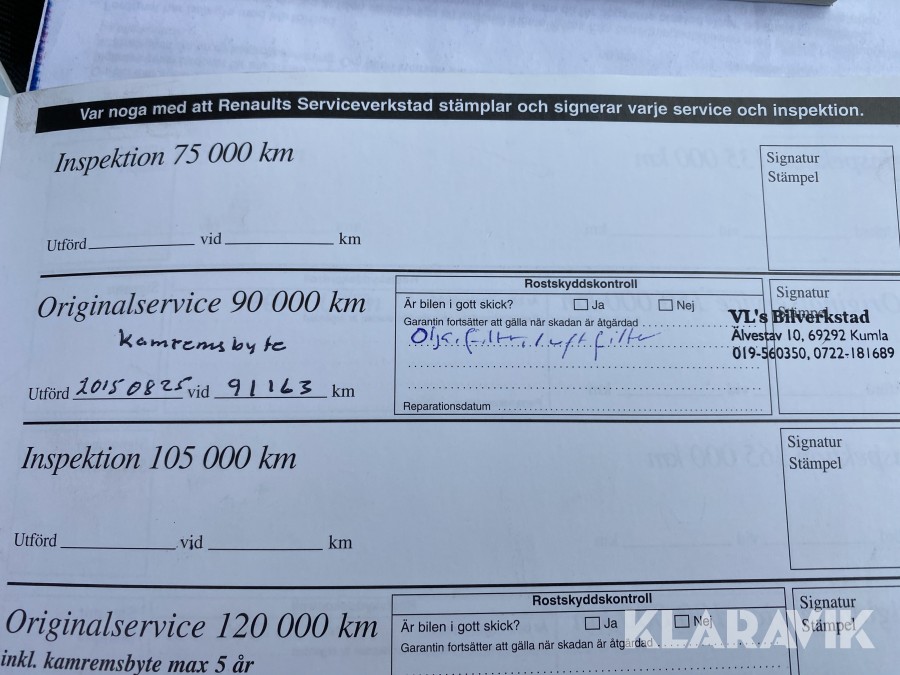 Var noga med att Renaults Serviceverkstad stämplar och signerar varje service och inspektion.
Inspektion 75 000 km
Signatur
Stämpel
Utförd vid km
Originalservice 90 000 km
Kamremsbyte
Utförd 20150825 vid 91163 km
Rostskyddskontroll
Är bilen i gott skick? Ja Nej
Garantin fortsätter att gälla när skadan är åtgärdad
Olja, filter, luftfilter
Reparationsdatum
Signatur
Stämpel
VL's Bilverkstad
Älvestav 10, 69292 Kumla
019-560350, 0722-181689
Inspektion 105 000 km
Signatur
Stämpel
Utförd vid km
Originalservice 120 000 km
inkl. kamremsbyte max 5 år
Rostskyddskontroll
Är bilen i gott skick? Ja Nej
Garantin fortsätter att gälla när skadan är åtgärdad
Signatur
Stämpel
KLARAVIK